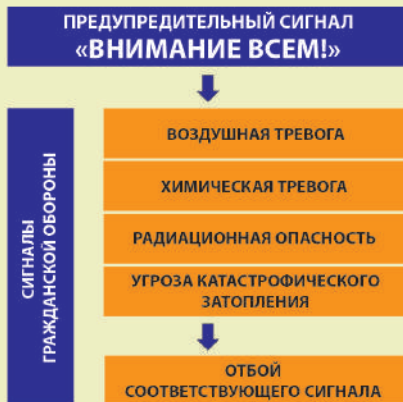 ПРЕДУПРЕДИТЕЛЬНЫЙ СИГНАЛ
«ВНИМАНИЕ ВСЕМ!»
СИГНАЛЫ
ГРАЖДАНСКОЙ ОБОРОНЫ
ВОЗДУШНАЯ ТРЕВОГА
ХИМИЧЕСКАЯ ТРЕВОГА
РАДИАЦИОННАЯ ОПАСНОСТЬ
УГРОЗА КАТАСТРОФИЧЕСКОГО
ЗАТОПЛЕНИЯ
ОТБОЙ
СООТВЕТСТВУЮЩЕГО СИГНАЛА